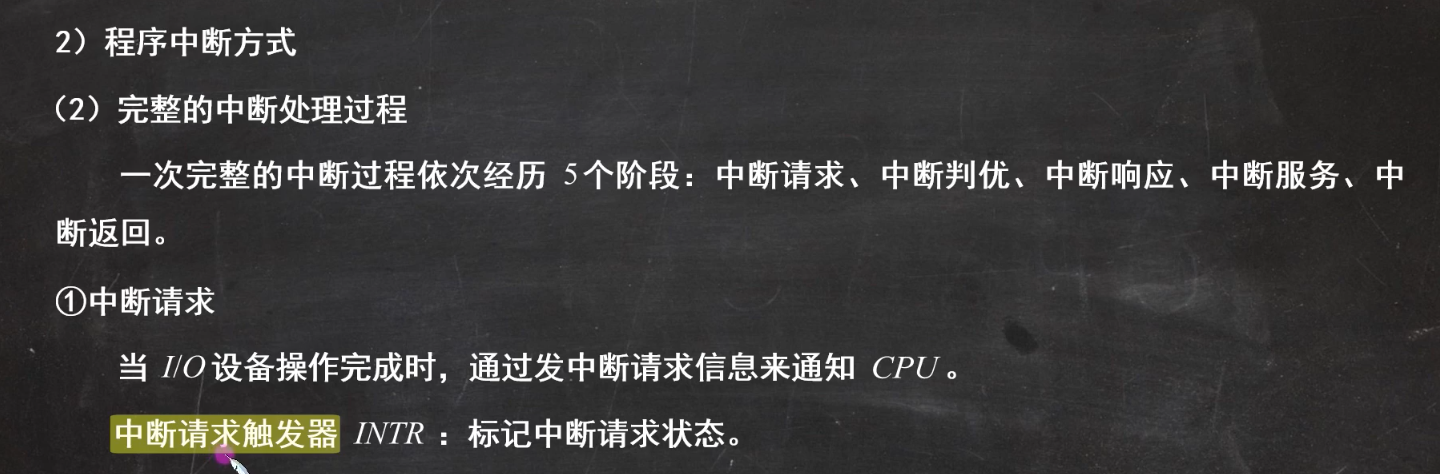 2）程序中断方式
（2）完整的中断处理过程
一次完整的中断过程依次经历 5个阶段：中断请求、中断判优、中断响应、中断服务、中
断返回。
①中断请求
当 I/O设备操作完成时，通过发中断请求信息来通知 CPU 。
中断请求触发器 INTR ：标记中断请求状态。